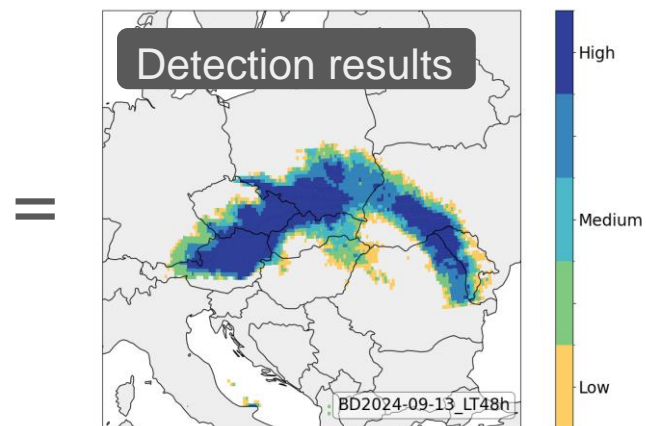 Detection results
High
=
Medium
Low
BD2024-09-13_LT48h